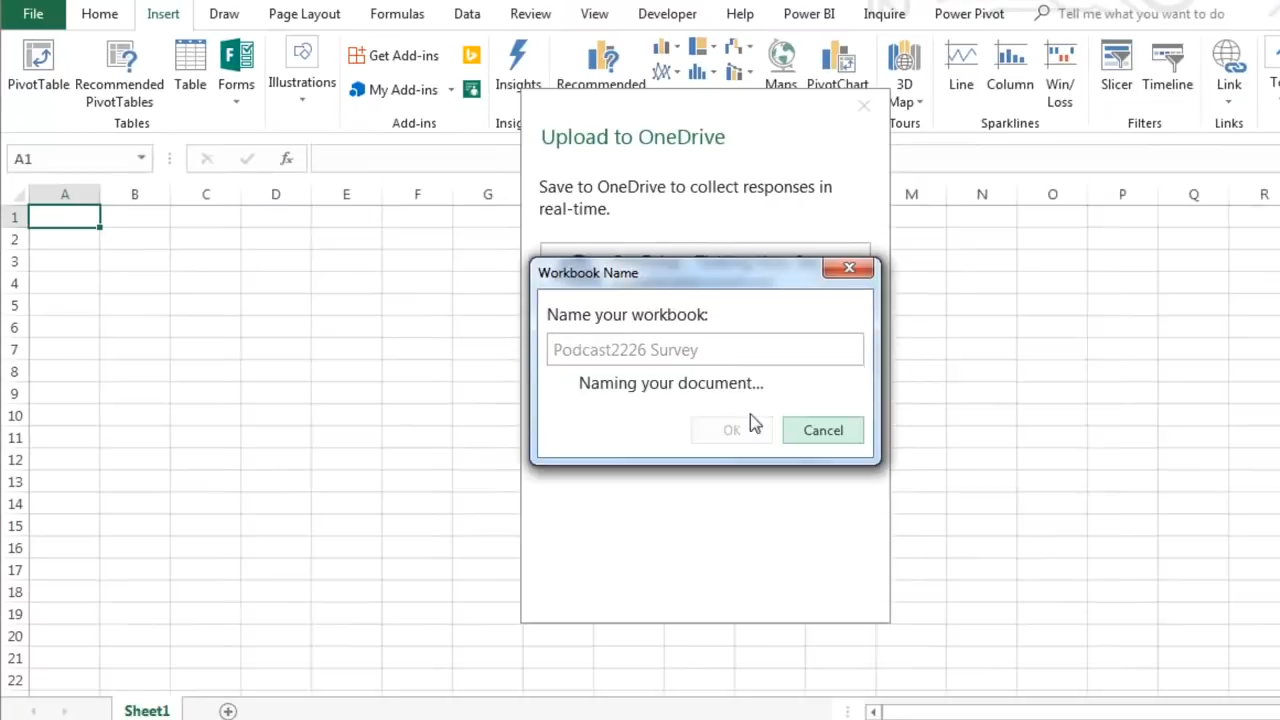 File Home Insert Draw Page Layout Formulas Data Review View Developer Help Power BI Inquire Power Pivot Tell me what you want to do
PivotTable
Recommended
PivotTables
Table
Forms
Illustrations
Get Add-ins
My Add-ins
Insights
Recommended
Maps
PivotChart
3D
Map
Line
Column
Win/
Loss
Slicer
Timeline
Link
Tables
Add-ins
Tours
Sparklines
Filters
Links
A1
fx
A B C D E F G M N O P Q R
1
2
3
4
5
6
7
8
9
10
11
12
13
14
15
16
17
18
19
20
21
22
Upload to OneDrive
Save to OneDrive to collect responses in
real-time.
Workbook Name
Name your workbook:
Podcast2226 Survey
Naming your document...
OK Cancel
Sheet1